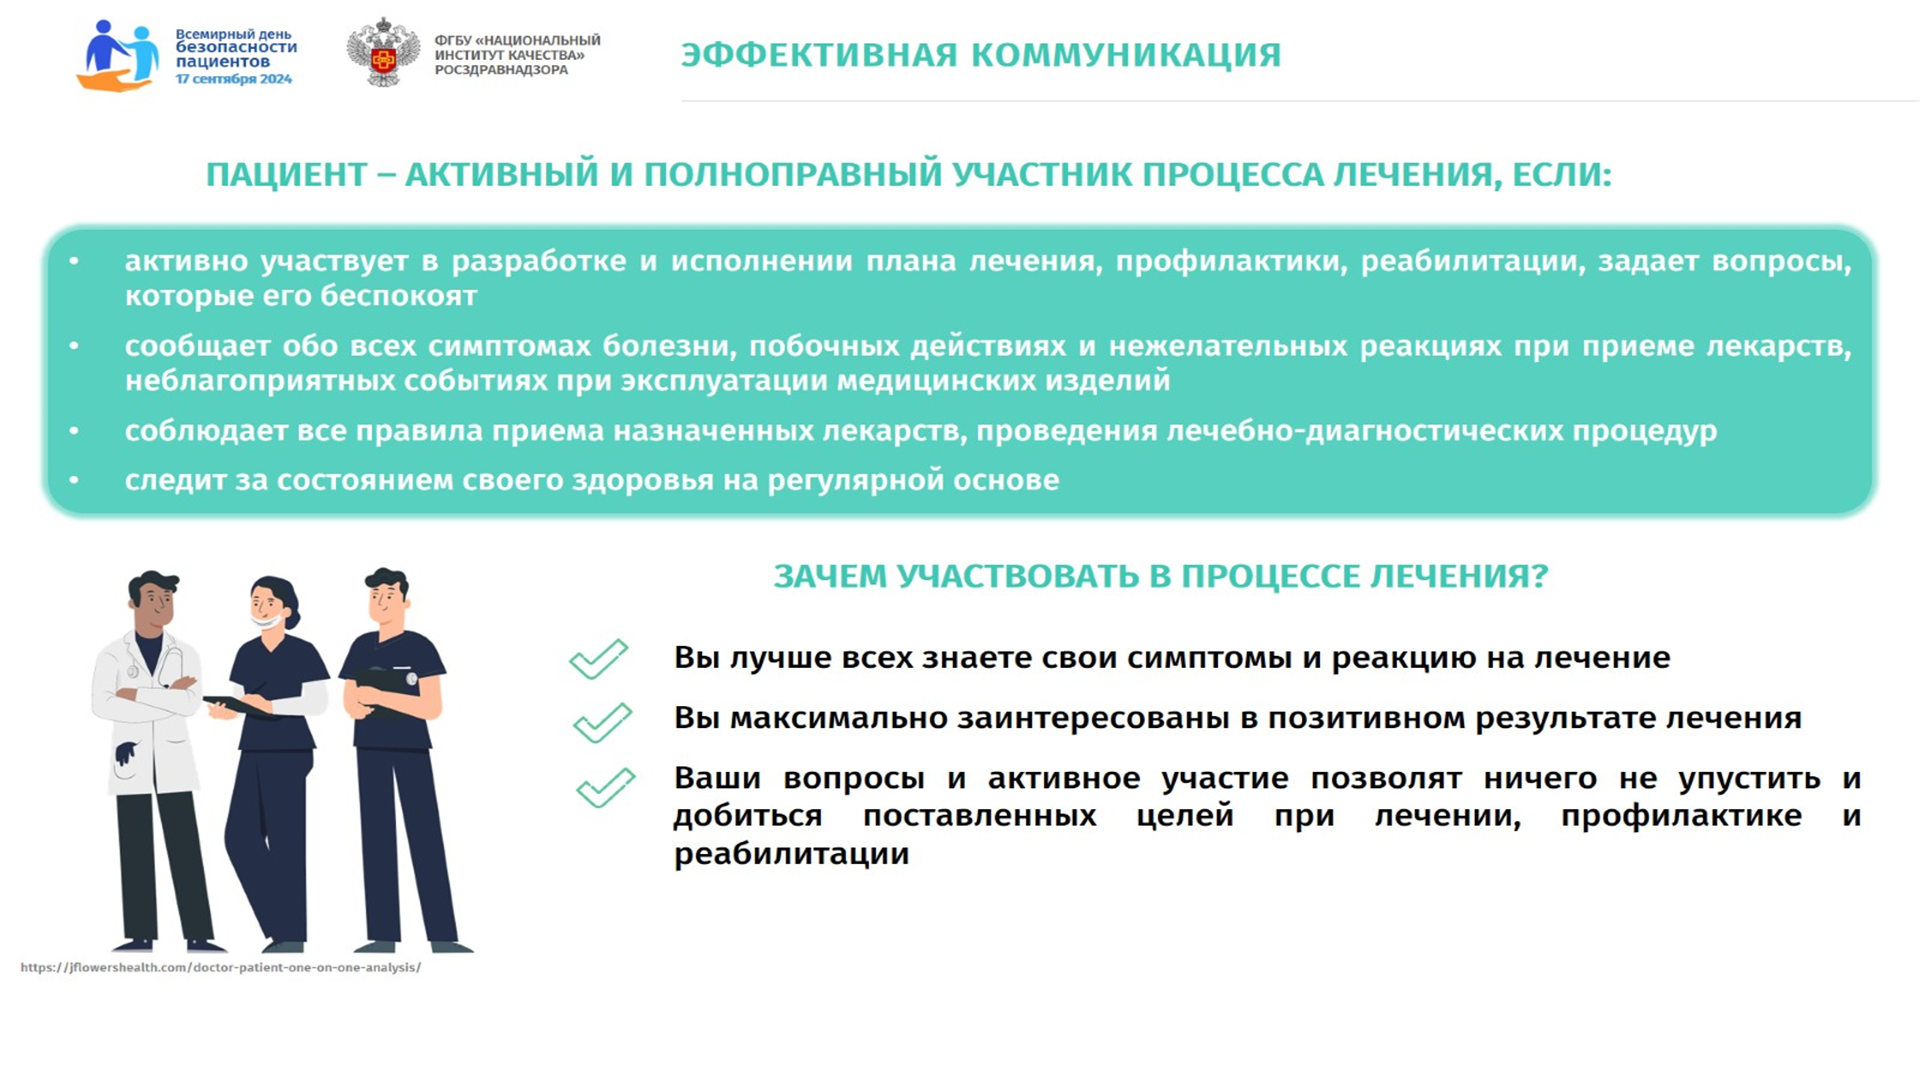 Всемирный день
безопасности
пациентов
17 сентября 2024
ФГБУ «НАЦИОНАЛЬНЫЙ
ИНСТИТУТ КАЧЕСТВА»
РОСЗДРАВНАДЗОРА
ЭФФЕКТИВНАЯ КОММУНИКАЦИЯ
ПАЦИЕНТ – АКТИВНЫЙ И ПОЛНОПРАВНЫЙ УЧАСТНИК ПРОЦЕССА ЛЕЧЕНИЯ, ЕСЛИ:
• активно участвует в разработке и исполнении плана лечения, профилактики, реабилитации, задает вопросы,
которые его беспокоят
• сообщает обо всех симптомах болезни, побочных действиях и нежелательных реакциях при приеме лекарств,
неблагоприятных событиях при эксплуатации медицинских изделий
• соблюдает все правила приема назначенных лекарств, проведения лечебно-диагностических процедур
• следит за состоянием своего здоровья на регулярной основе
ЗАЧЕМ УЧАСТВОВАТЬ В ПРОЦЕССЕ ЛЕЧЕНИЯ?
Вы лучше всех знаете свои симптомы и реакцию на лечение
Вы максимально заинтересованы в позитивном результате лечения
Ваши вопросы и активное участие позволят ничего не упустить и
добиться поставленных целей при лечении, профилактике и
реабилитации
https://jflowershealth.com/doctor-patient-one-on-one-analysis/